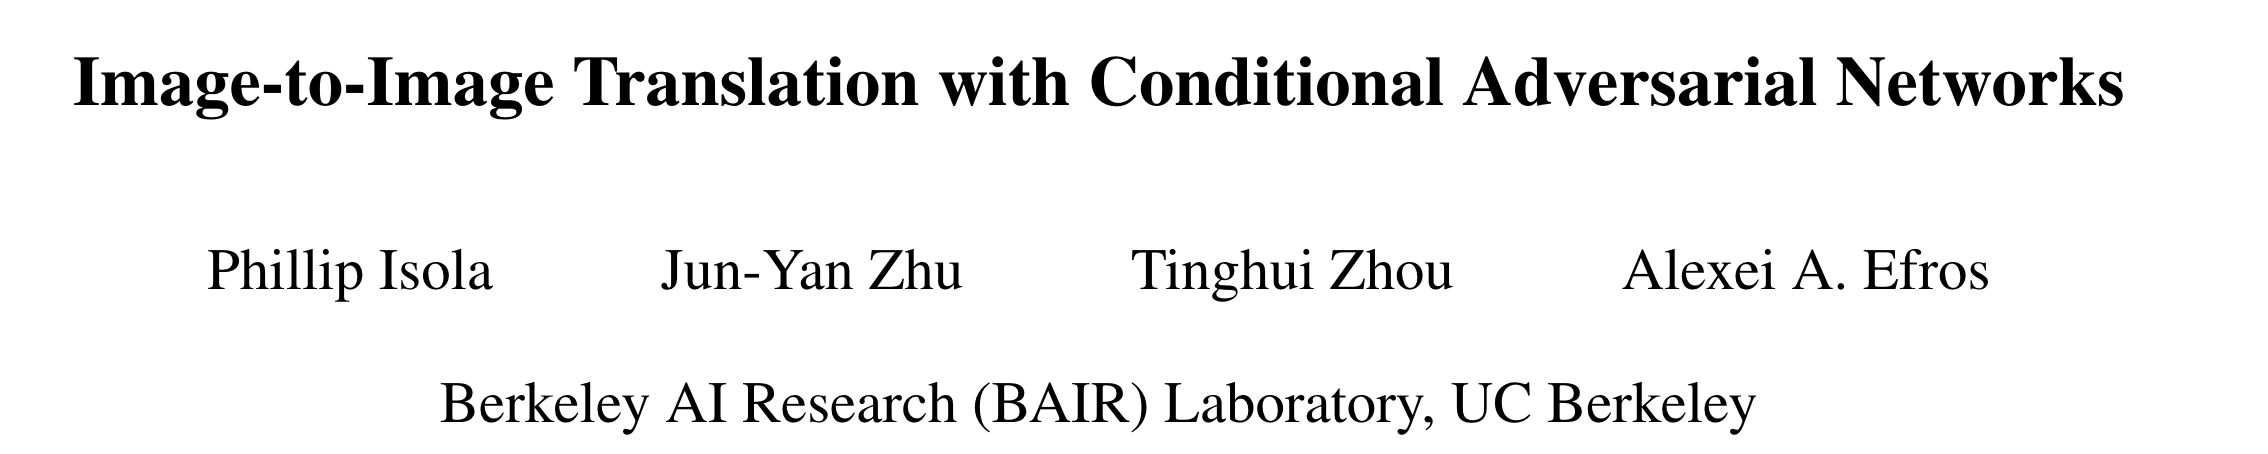 Image-to-Image Translation with Conditional Adversarial Networks
Phillip Isola Jun-Yan Zhu Tinghui Zhou Alexei A. Efros
Berkeley AI Research (BAIR) Laboratory, UC Berkeley